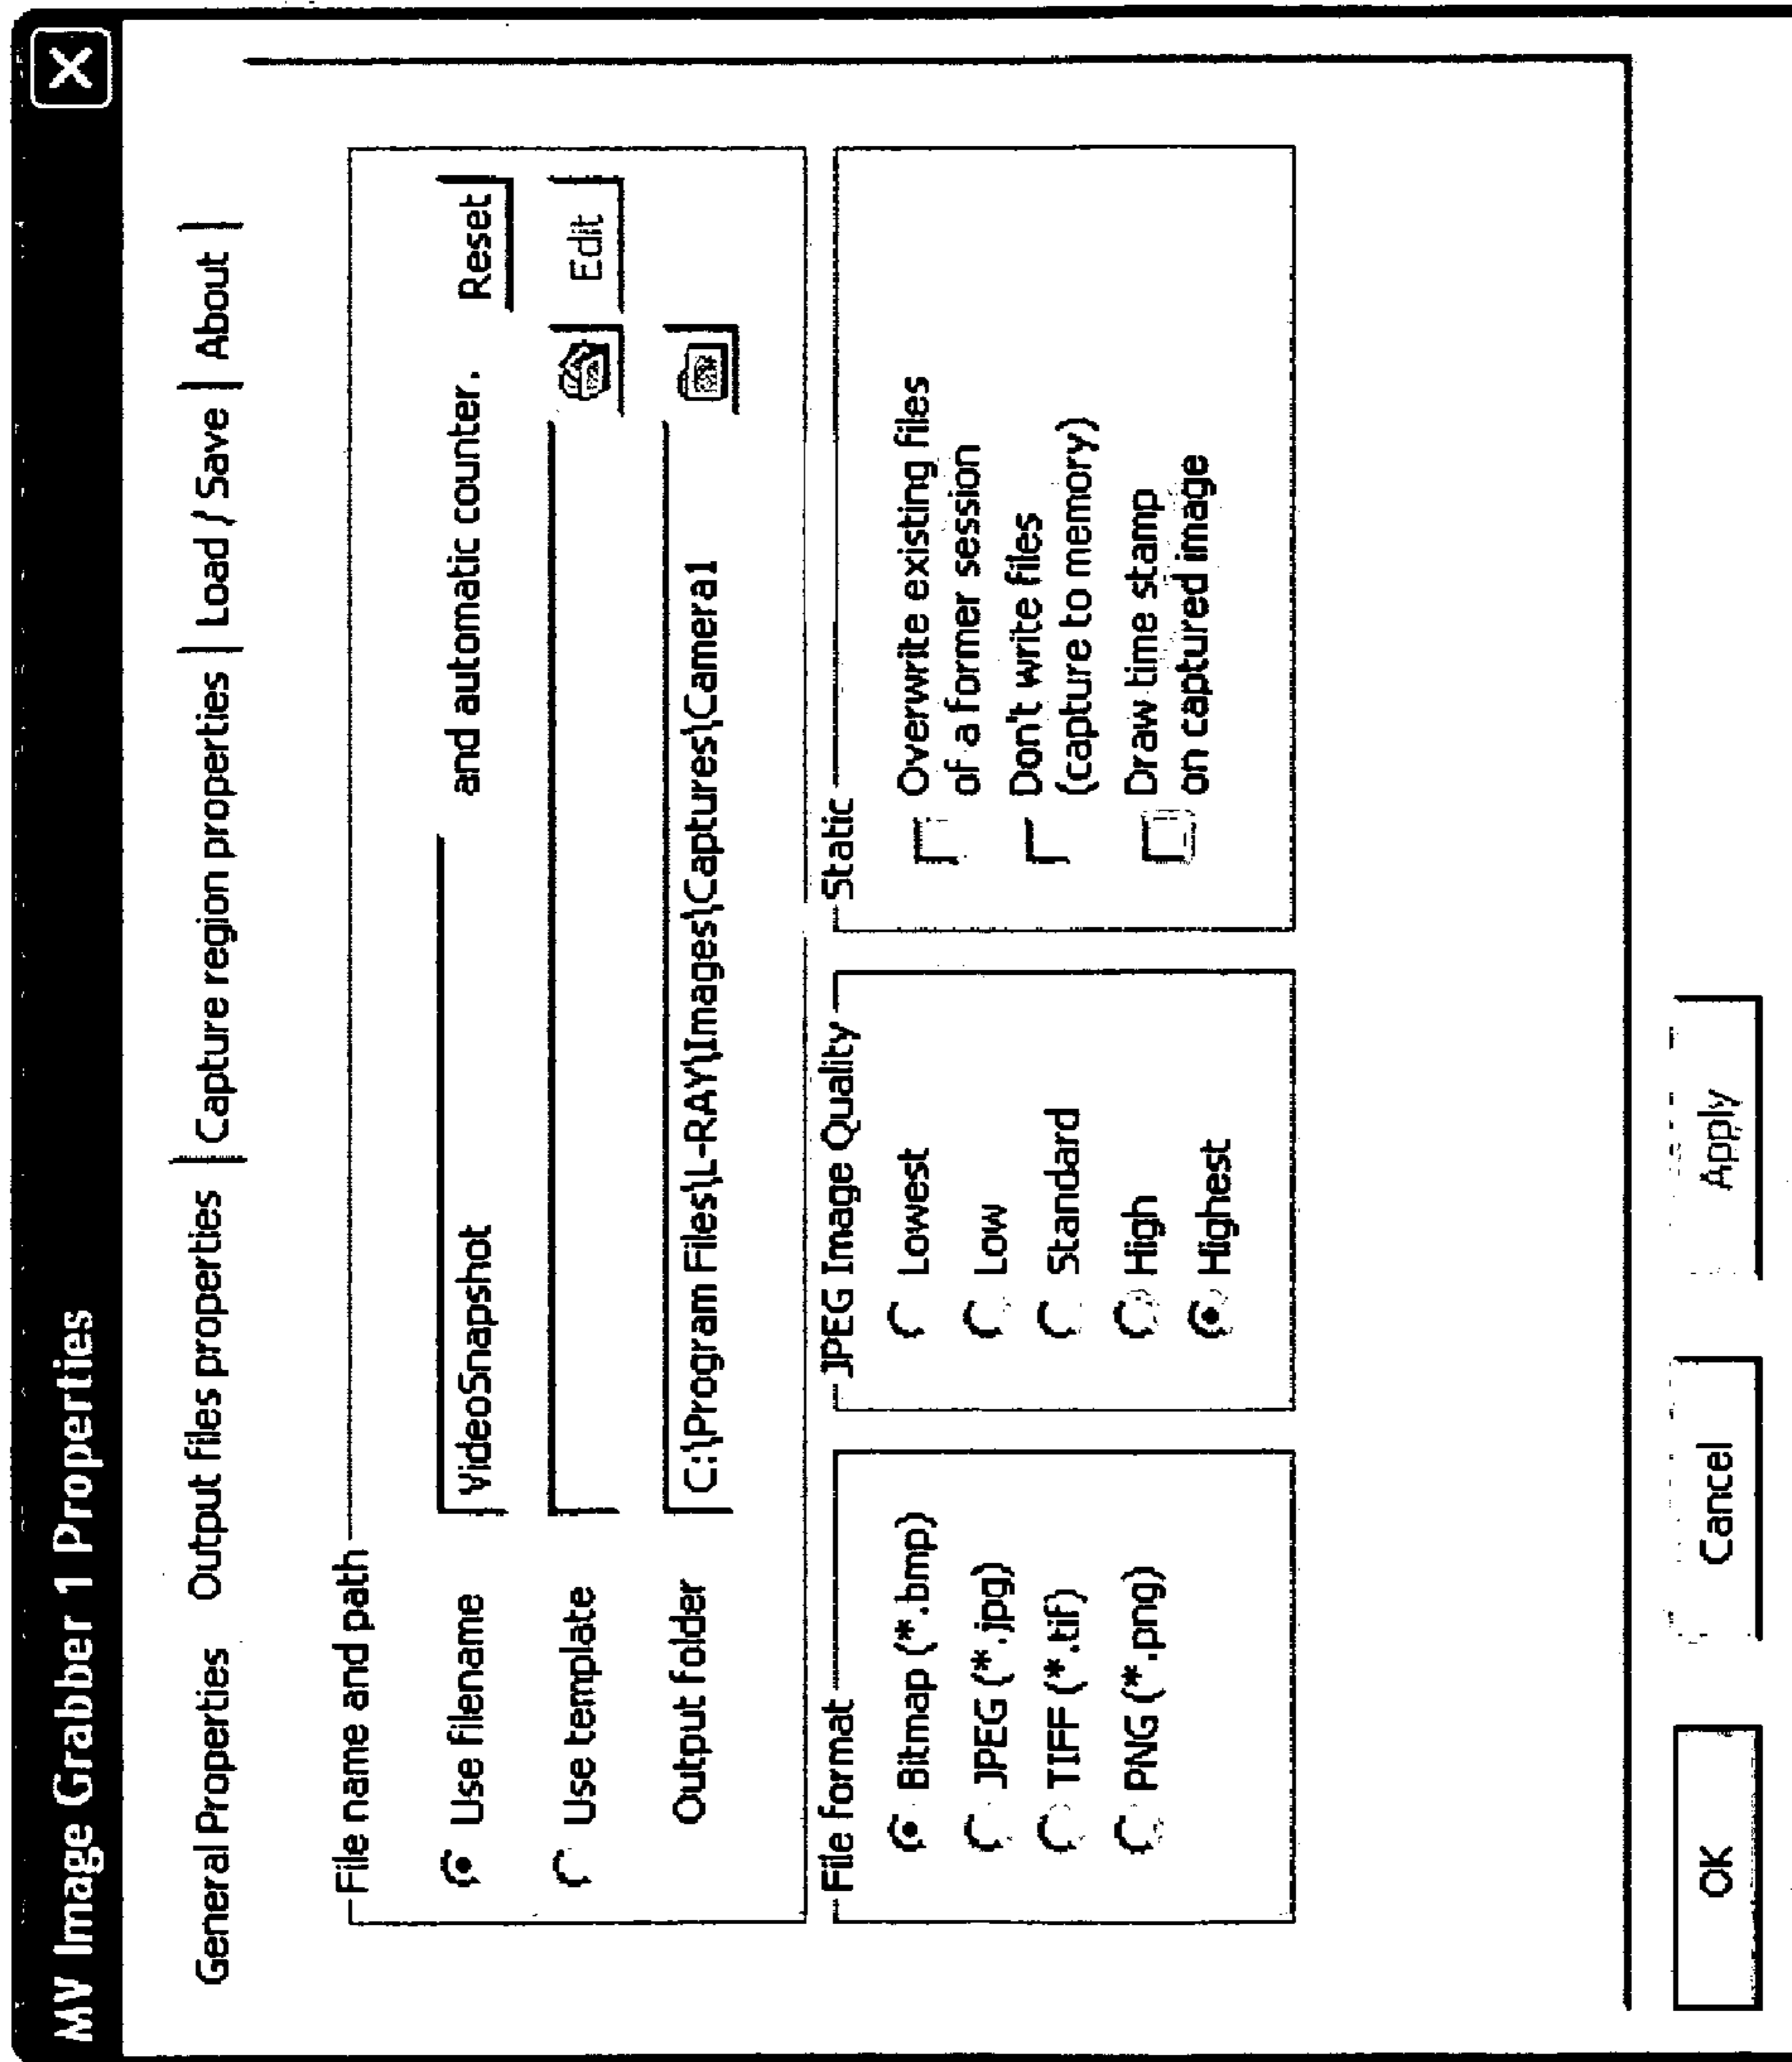 MV Image Grabber 1 Properties
General Properties Output files properties Capture region properties Load / Save About
File name and path
Use filename VideoSnapshot and automatic counter. Reset
Use template Edit
Output folder C:\Program Files\L-RAY\Images\Captures\Camera1
File format
Bitmap (*.bmp)
JPEG (*.jpg)
TIFF (*.tif)
PNG (*.png)
JPEG Image Quality
Lowest
Low
Standard
High
Highest
Static
Overwrite existing files
of a former session
Don't write files
(capture to memory)
Draw time stamp
on captured image
OK Cancel Apply